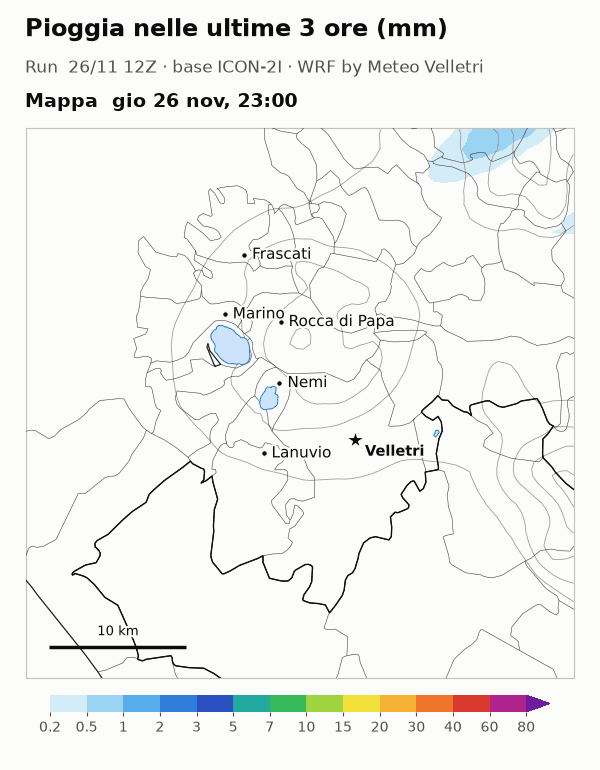 Pioggia nelle ultime 3 ore (mm)
Run  26/11 12Z · base ICON-2I · WRF by Meteo Velletri
Mappa  gio 26 nov, 23:00
Frascati
Marino
Rocca di Papa
Nemi
Velletri
Lanuvio
10 km
0.2 0.5 1 2 3 5 7 10 15 20 30 40 60 80